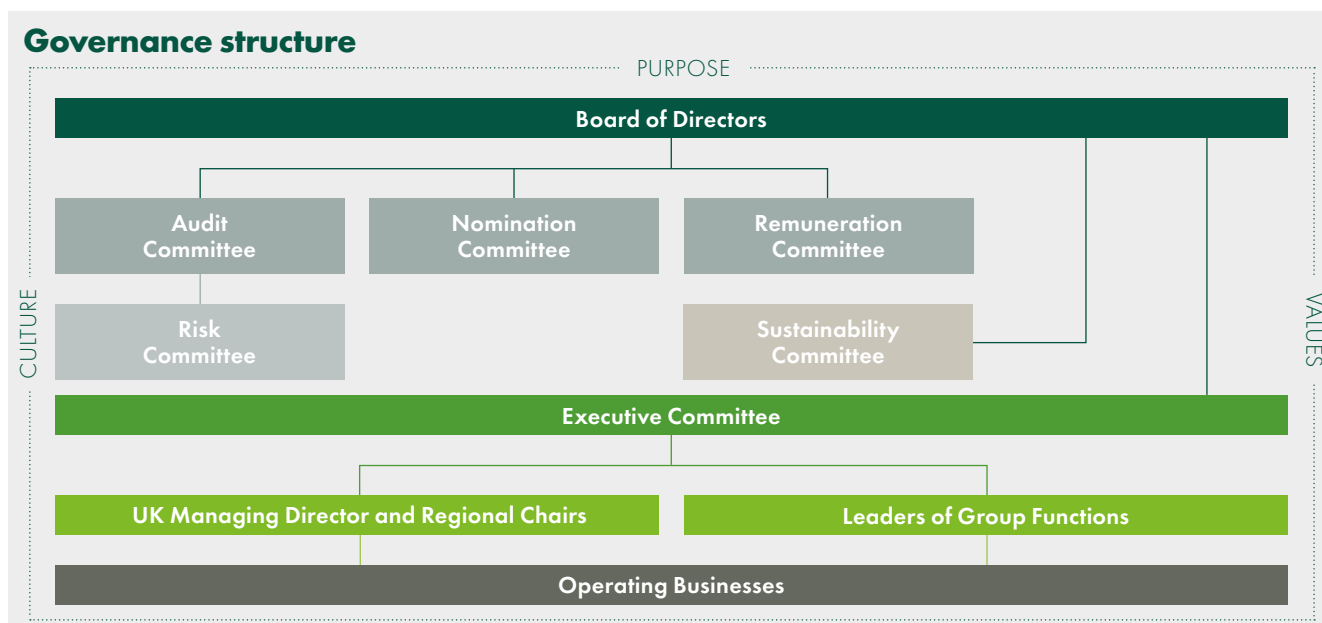 Governance structure
PURPOSE
Board of Directors
Audit
Committee
Nomination
Committee
Remuneration
Committee
CULTURE
VALUES
Risk
Committee
Sustainability
Committee
Executive Committee
UK Managing Director and Regional Chairs
Leaders of Group Functions
Operating Businesses